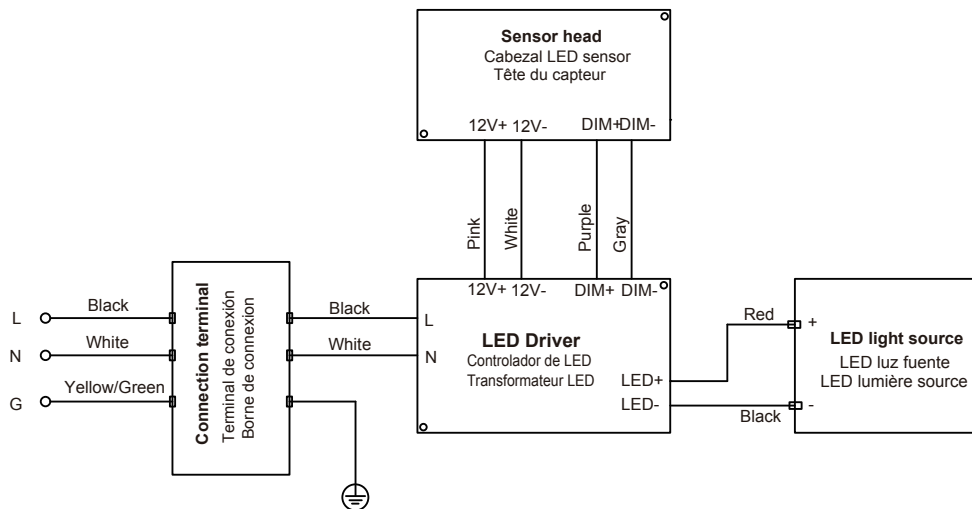 Sensor head
Cabezal LED sensor
Tête du capteur
12V+ 12V- DIM+ DIM-
Pink
White
Purple
Gray
12V+ 12V- DIM+ DIM-
L
Black
N
White
G
Yellow/Green
Connection terminal
Terminal de conexión
Borne de connexion
Black
White
L
N
LED Driver
Controlador de LED
Transformateur LED
LED+
LED-
Red
Black
+
-
LED light source
LED luz fuente
LED lumière source